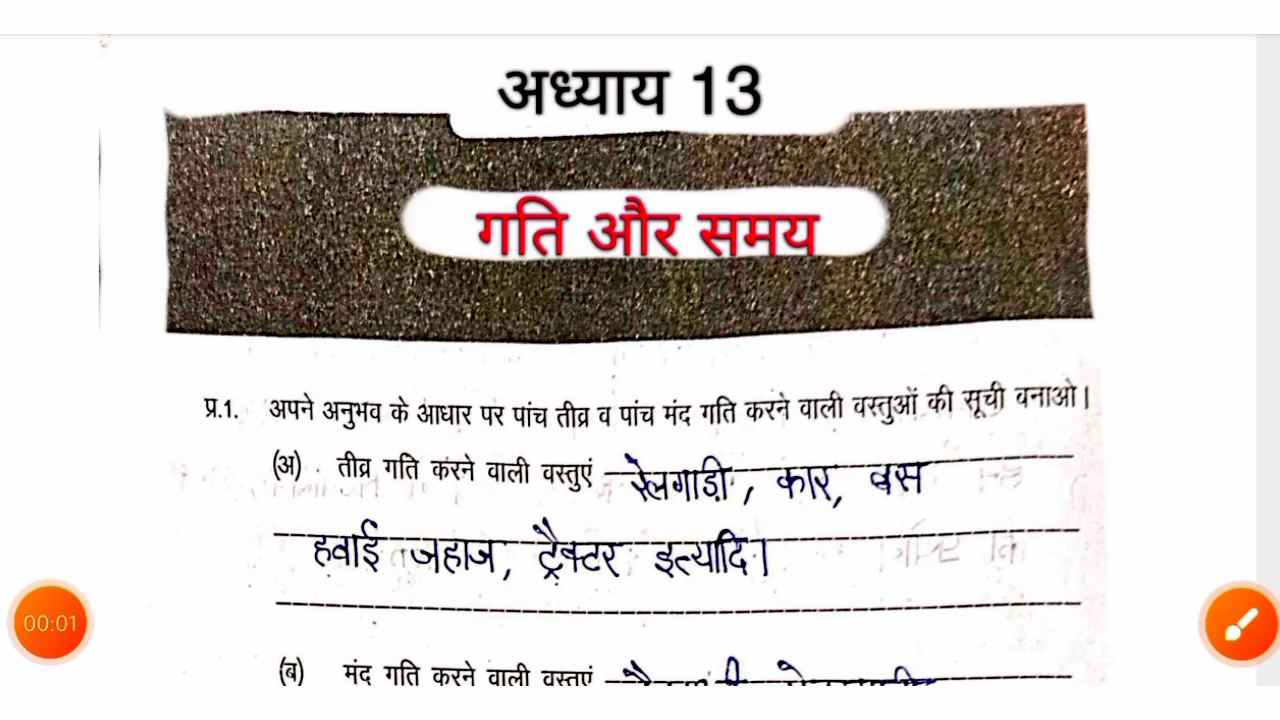 अध्याय 13
गति और समय
प्र.1. अपने अनुभव के आधार पर पांच तीव्र व पांच मंद गति करने वाली वस्तुओं की सूची बनाओ।
(अ) तीव्र गति करने वाली वस्तुएं रेलगाड़ी, कार, बस
हवाई जहाज, ट्रैक्टर इत्यादि।
(ब) मंद गति करने वाली वस्तुएं
00:01